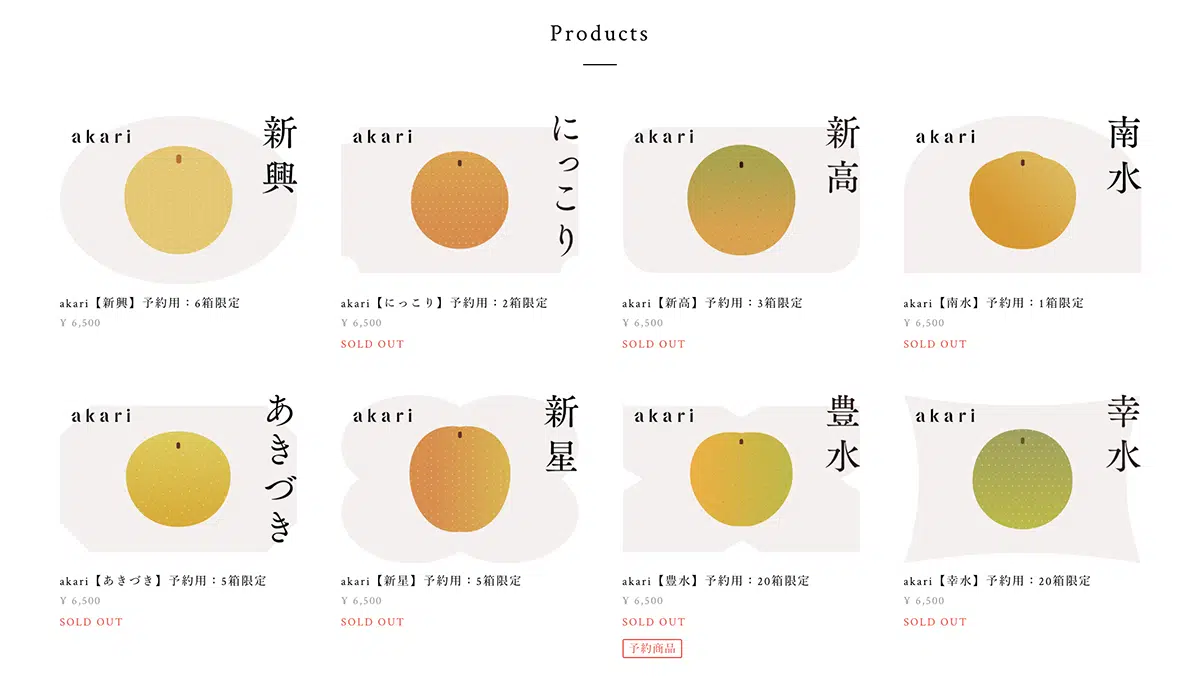 Products
akari
新興
akari【新興】予約用：6箱限定
¥ 6,500
akari
にっこり
akari【にっこり】予約用：2箱限定
¥ 6,500
SOLD OUT
akari
新高
akari【新高】予約用：3箱限定
¥ 6,500
SOLD OUT
akari
南水
akari【南水】予約用：1箱限定
¥ 6,500
SOLD OUT
akari
あきづき
akari【あきづき】予約用：5箱限定
¥ 6,500
SOLD OUT
akari
新星
akari【新星】予約用：5箱限定
¥ 6,500
SOLD OUT
akari
豊水
akari【豊水】予約用：20箱限定
¥ 6,500
SOLD OUT
予約商品
akari
幸水
akari【幸水】予約用：20箱限定
¥ 6,500
SOLD OUT